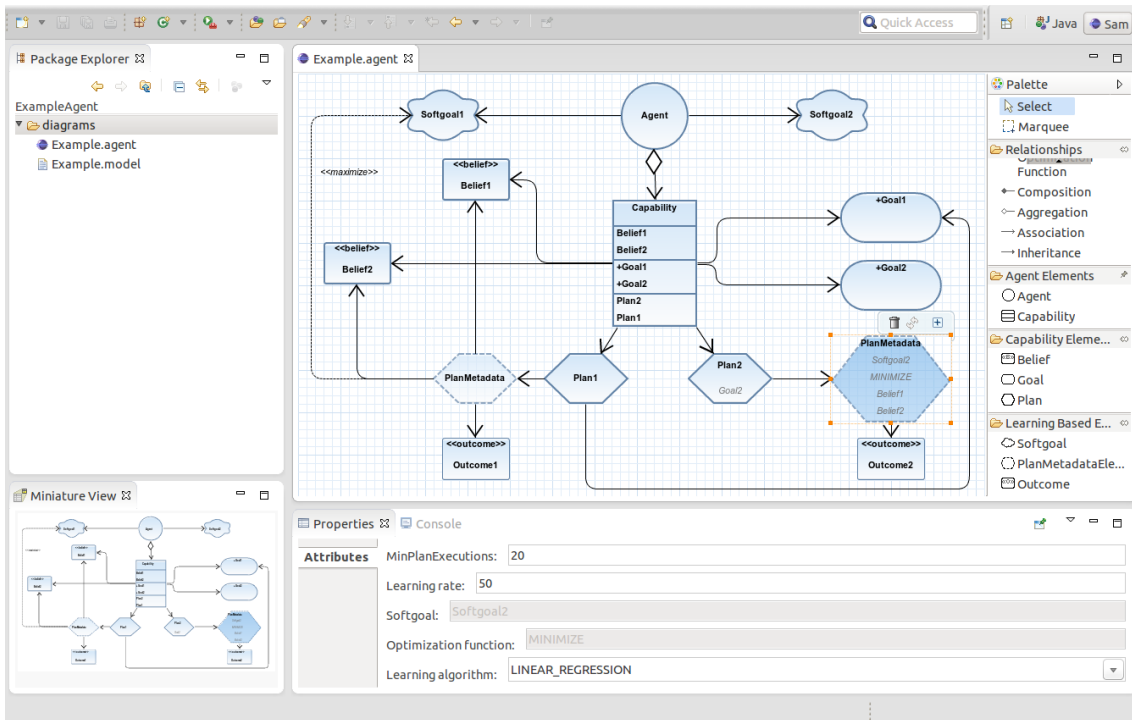 Quick Access
Java
Sam
Package Explorer
ExampleAgent
diagrams
Example.agent
Example.model
Example.agent
Softgoal1
Agent
Softgoal2
<<maximize>>
<<belief>>
Belief1
<<belief>>
Belief2
Capability
Belief1
Belief2
+Goal1
+Goal2
Plan2
Plan1
+Goal1
+Goal2
PlanMetadata
Plan1
Plan2
Goal2
PlanMetadata
Softgoal2
MINIMIZE
Belief1
Belief2
<<outcome>>
Outcome1
<<outcome>>
Outcome2
Palette
Select
Marquee
Relationships
Function
Composition
Aggregation
Association
Inheritance
Agent Elements
Agent
Capability
Capability Eleme...
Belief
Goal
Plan
Learning Based E...
Softgoal
PlanMetadataEle...
Outcome
Miniature View
Properties
Console
Attributes
MinPlanExecutions: 20
Learning rate: 50
Softgoal: Softgoal2
Optimization function: MINIMIZE
Learning algorithm: LINEAR_REGRESSION